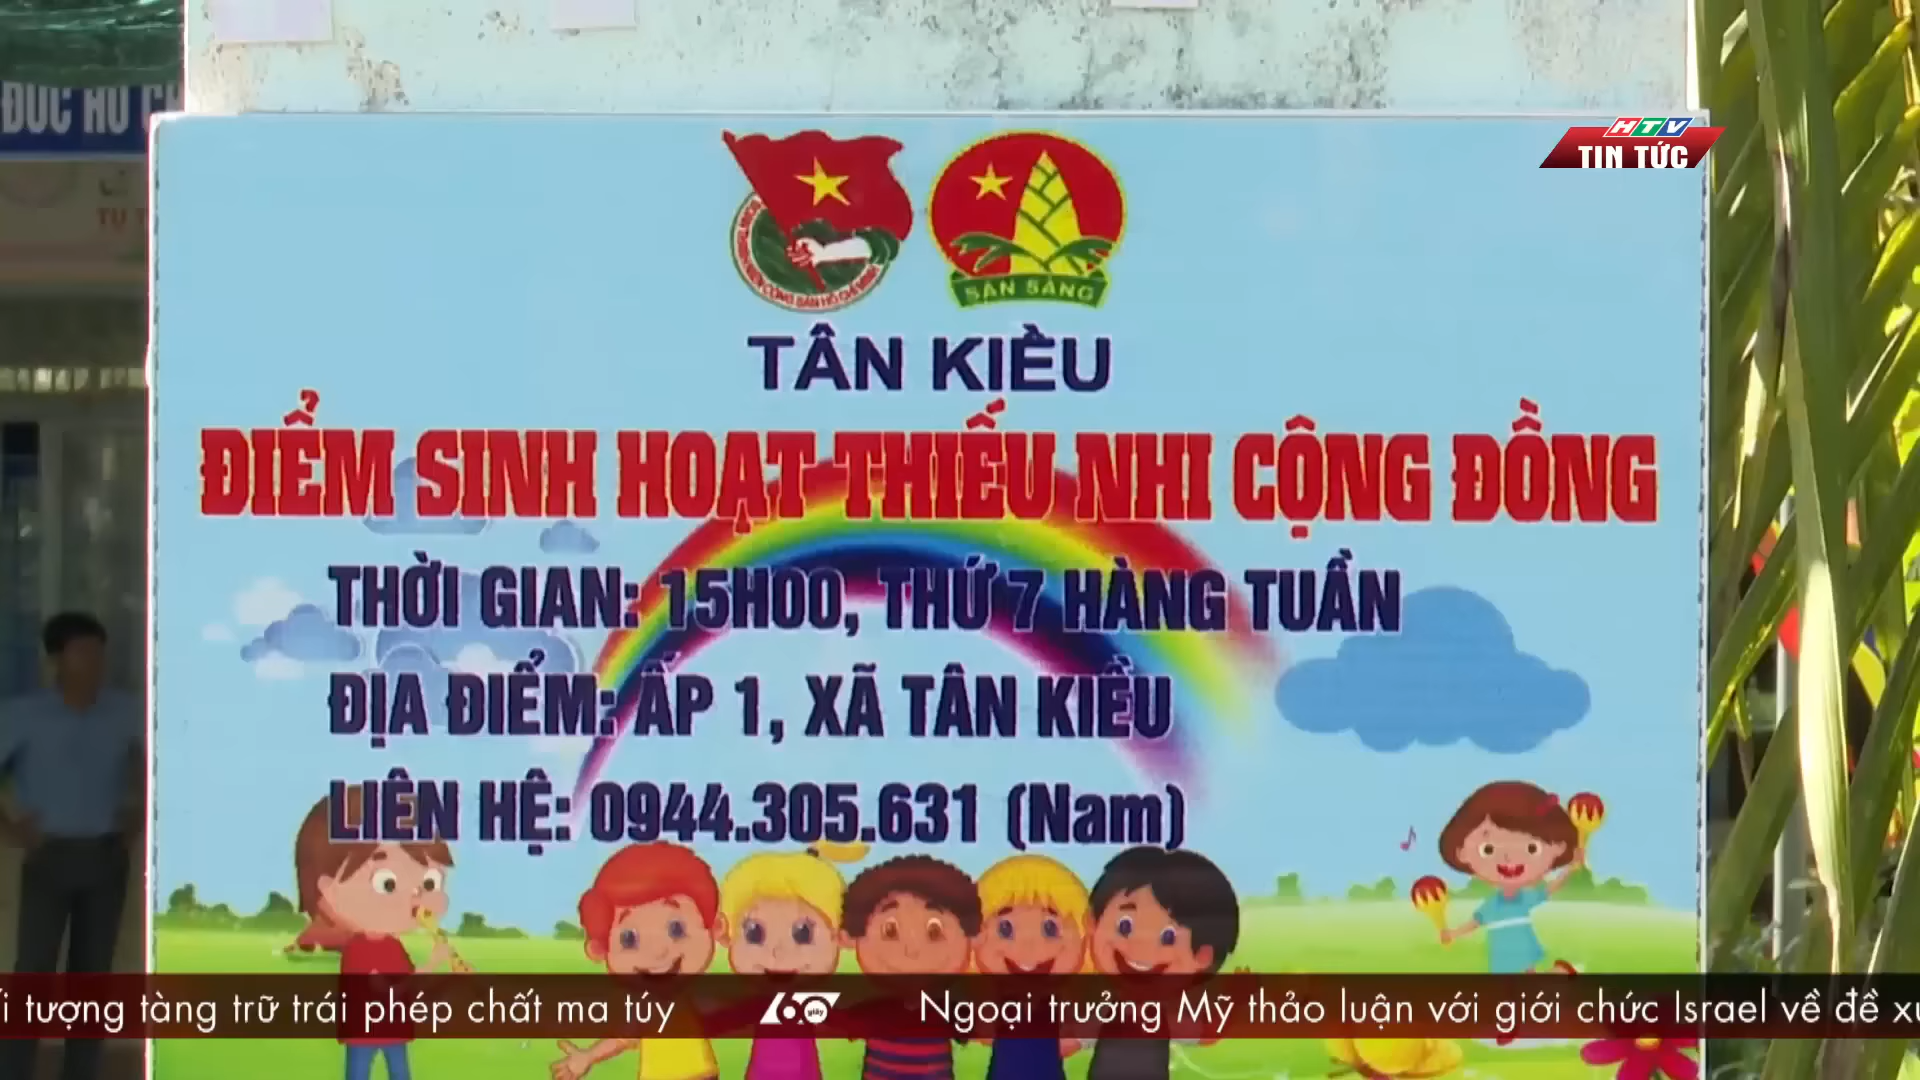 HTV
TIN TỨC
SẴN SÀNG
TÂN KIỀU
ĐIỂM SINH HOẠT THIẾU NHI CỘNG ĐỒNG
THỜI GIAN: 15H00, THỨ 7 HÀNG TUẦN
ĐỊA ĐIỂM: ẤP 1, XÃ TÂN KIỀU
LIÊN HỆ: 0944.305.631 (Nam)
tượng tàng trữ trái phép chất ma túy 60 giây Ngoại trưởng Mỹ thảo luận với giới chức Israel về đề